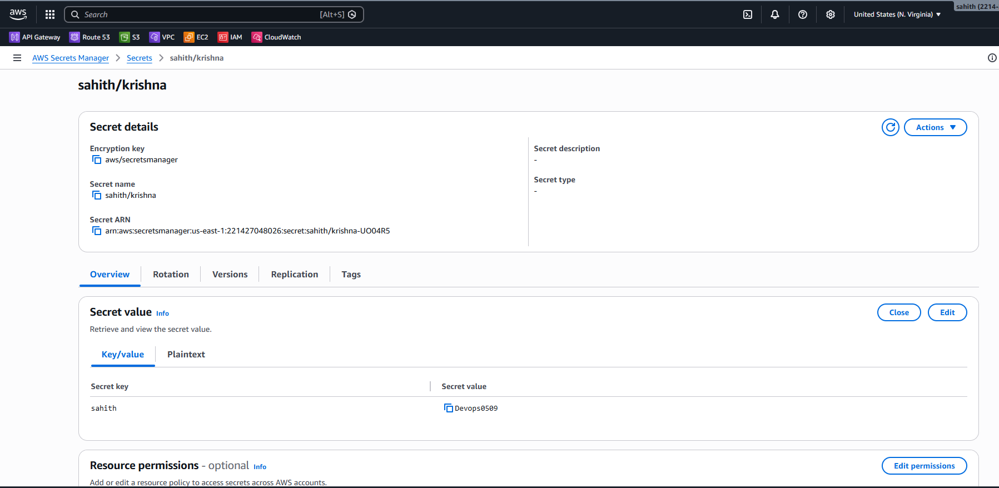 aws Search [Alt+S] United States (N. Virginia) sahith (2214-
API Gateway Route 53 S3 VPC EC2 IAM CloudWatch
AWS Secrets Manager Secrets sahith/krishna
sahith/krishna
Secret details Actions
Encryption key
aws/secretsmanager
Secret name
sahith/krishna
Secret ARN
arn:aws:secretsmanager:us-east-1:221427048026:secret:sahith/krishna-UO04R5
Secret description
-
Secret type
-
Overview Rotation Versions Replication Tags
Secret value Info Close Edit
Retrieve and view the secret value.
Key/value Plaintext
Secret key Secret value
sahith Devops0509
Resource permissions - optional Info Edit permissions
Add or edit a resource policy to access secrets across AWS accounts.